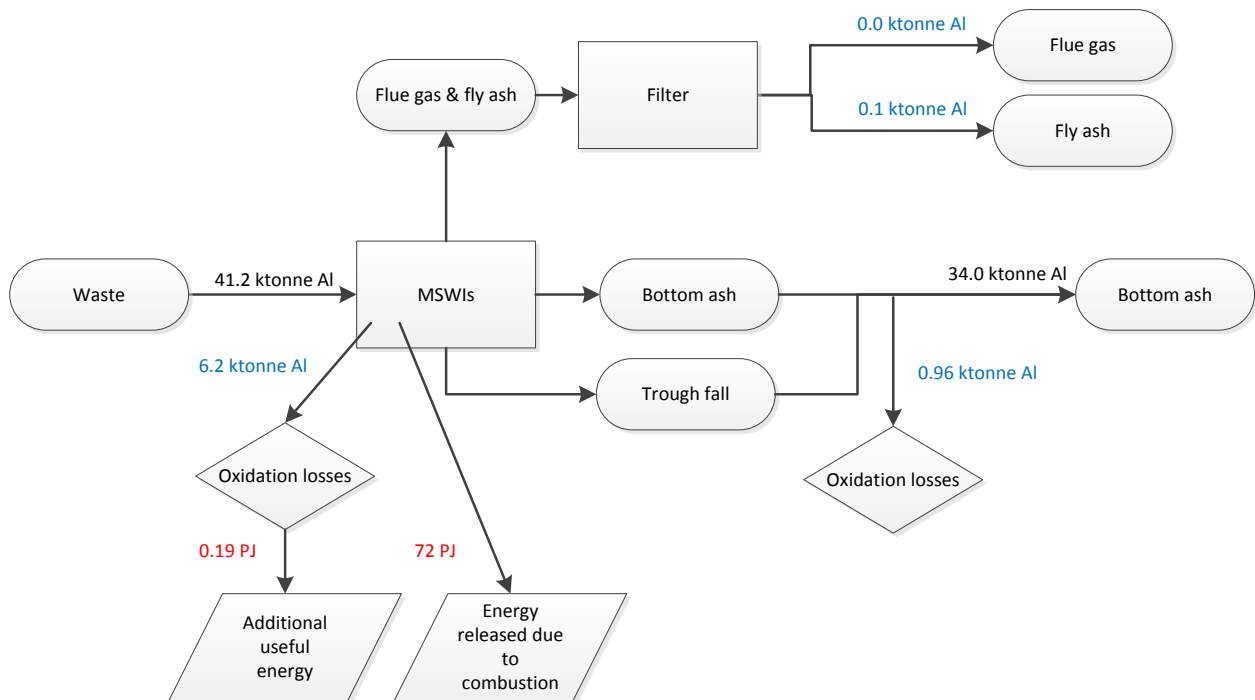 0.0 ktonne Al
Flue gas
Flue gas & fly ash
Filter
0.1 ktonne Al
Fly ash
Waste
41.2 ktonne Al
MSWIs
Bottom ash
34.0 ktonne Al
Bottom ash
6.2 ktonne Al
Trough fall
0.96 ktonne Al
Oxidation losses
Oxidation losses
0.19 PJ
72 PJ
Additional
useful
energy
Energy
released due
to
combustion